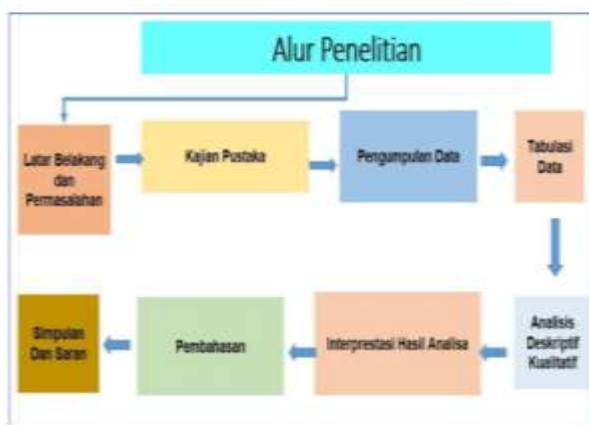 Alur Penelitian
Latar Belakang
dan
Permasalahan
Kajian Pustaka
Pengumpulan Data
Tabulasi
Data
Analisis
Deskriptif
Kualitatif
Interprestasi Hasil Analisa
Pembahasan
Simpulan
Dan Saran